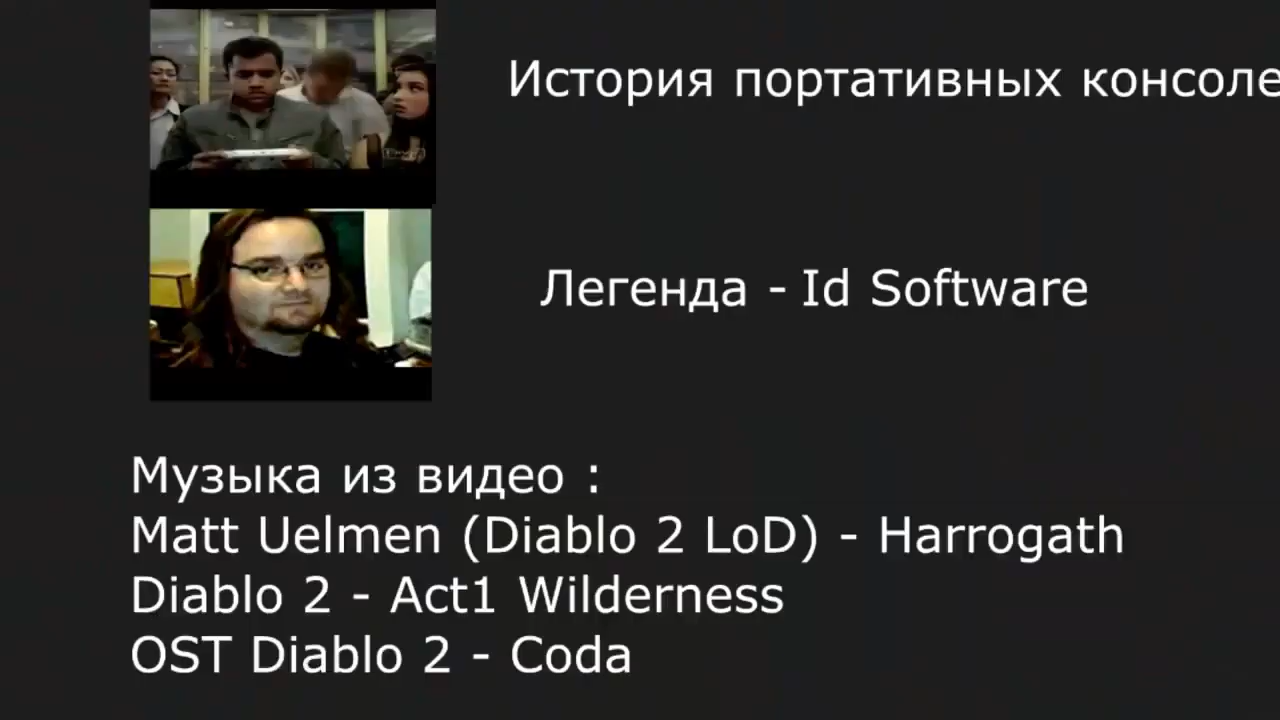 История портативных консоле
Легенда - Id Software
Музыка из видео :
Matt Uelmen (Diablo 2 LoD) - Harrogath
Diablo 2 - Act1 Wilderness
OST Diablo 2 - Coda